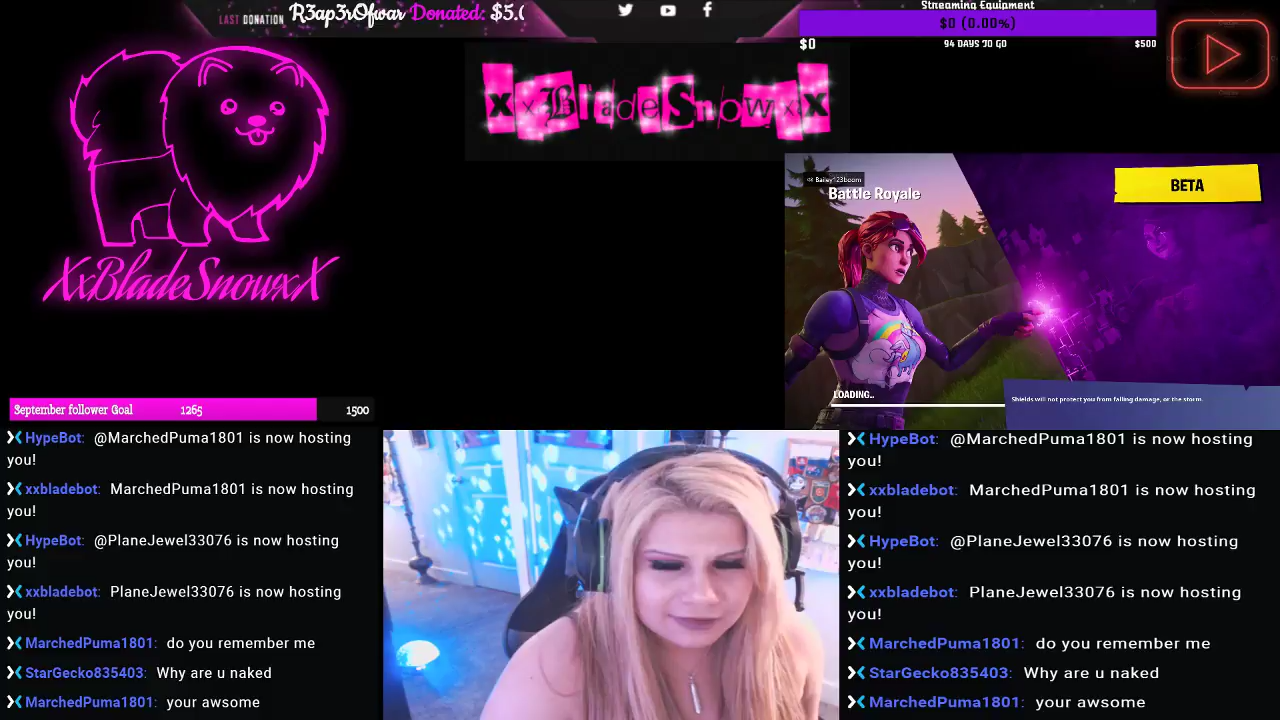 LAST DONATION
R3ap3rOfwar Donated: $5.(
Streaming Equipment
$0 (0.00%)
$0
94 DAYS TO GO
$500
XxBladeSnowxX
XxBladeSnowxX
Bailey123boom
Battle Royale
BETA
LOADING..
Shields will not protect you from falling damage, or the storm.
September follower Goal
1265
1500
HypeBot: @MarchedPuma1801 is now hosting
you!
xxbladebot: MarchedPuma1801 is now hosting
you!
HypeBot: @PlaneJewel33076 is now hosting
you!
xxbladebot: PlaneJewel33076 is now hosting
you!
MarchedPuma1801: do you remember me
StarGecko835403: Why are u naked
MarchedPuma1801: your awsome
HypeBot: @MarchedPuma1801 is now hosting
you!
xxbladebot: MarchedPuma1801 is now hosting
you!
HypeBot: @PlaneJewel33076 is now hosting
you!
xxbladebot: PlaneJewel33076 is now hosting
you!
MarchedPuma1801: do you remember me
StarGecko835403: Why are u naked
MarchedPuma1801: your awsome